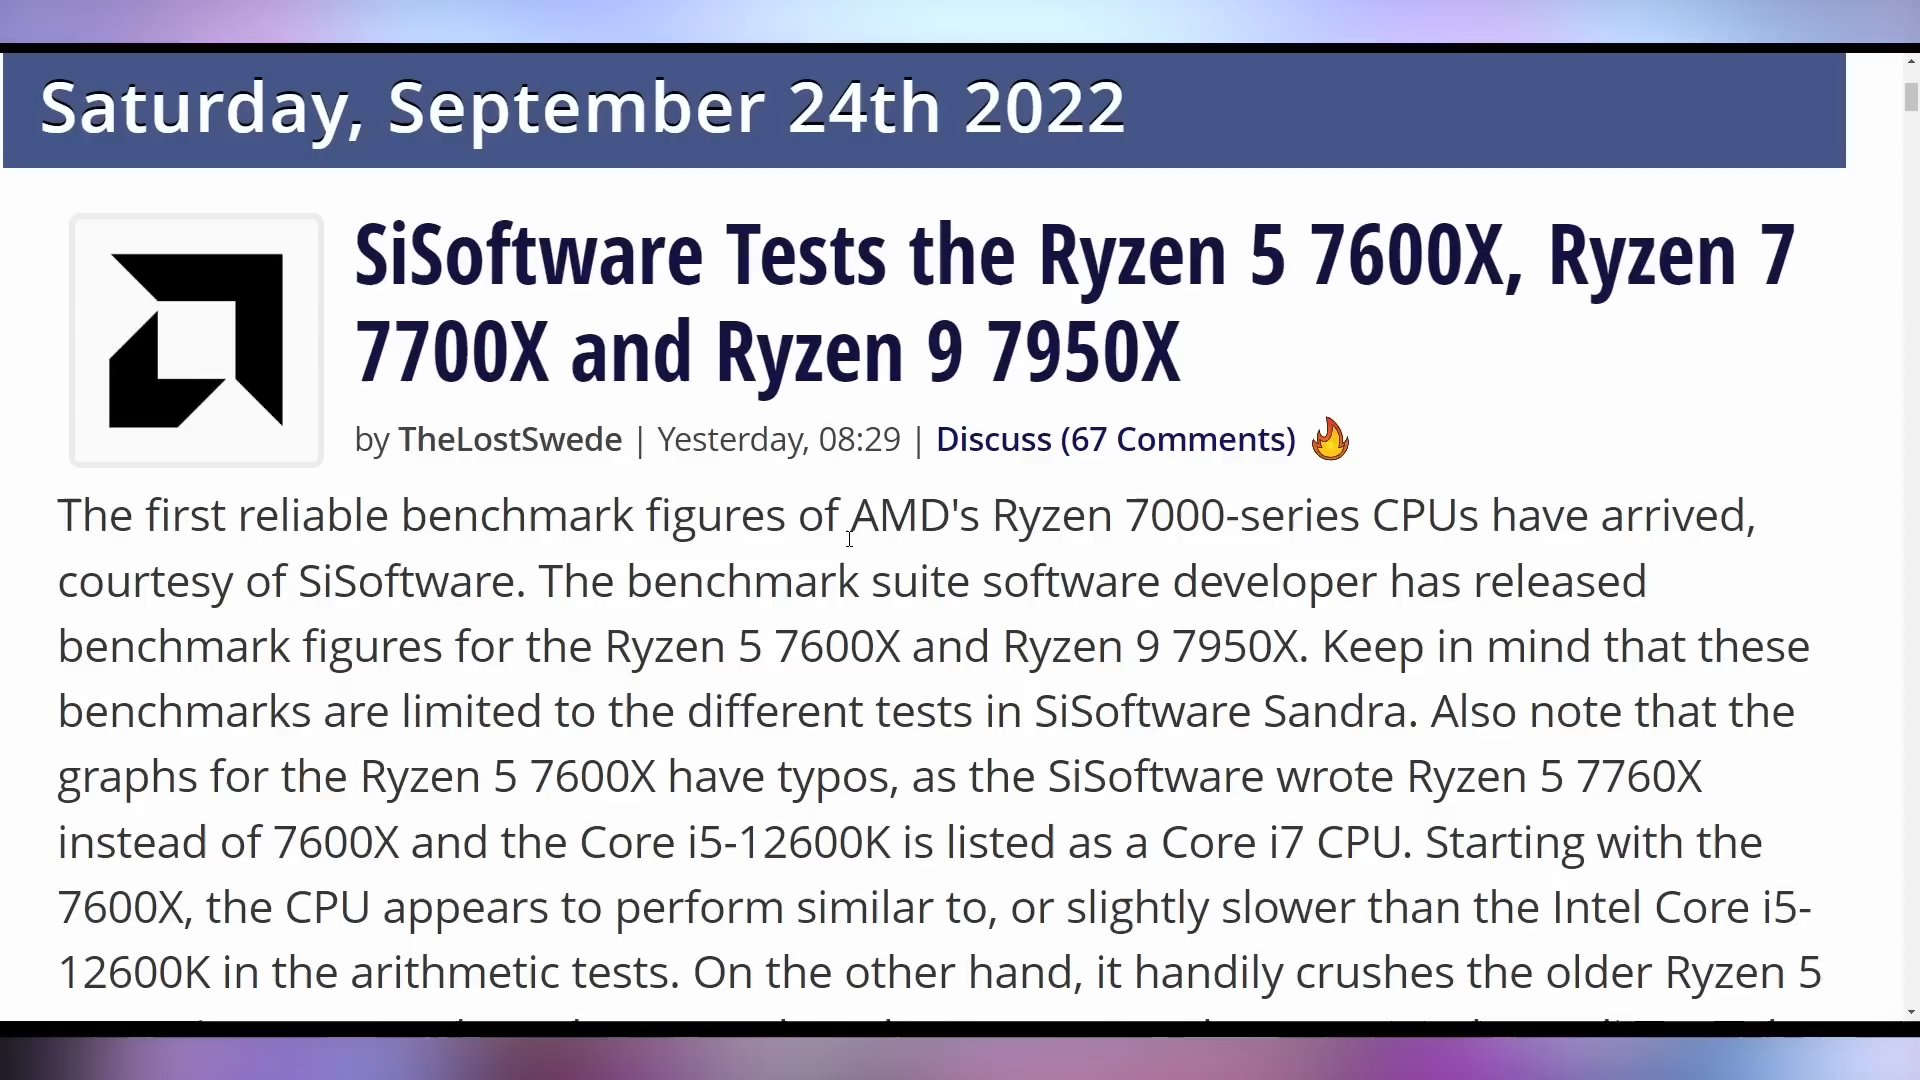 Saturday, September 24th 2022
SiSoftware Tests the Ryzen 5 7600X, Ryzen 7
7700X and Ryzen 9 7950X
by TheLostSwede | Yesterday, 08:29 | Discuss (67 Comments)
The first reliable benchmark figures of AMD's Ryzen 7000-series CPUs have arrived,
courtesy of SiSoftware. The benchmark suite software developer has released
benchmark figures for the Ryzen 5 7600X and Ryzen 9 7950X. Keep in mind that these
benchmarks are limited to the different tests in SiSoftware Sandra. Also note that the
graphs for the Ryzen 5 7600X have typos, as the SiSoftware wrote Ryzen 5 7760X
instead of 7600X and the Core i5-12600K is listed as a Core i7 CPU. Starting with the
7600X, the CPU appears to perform similar to, or slightly slower than the Intel Core i5-
12600K in the arithmetic tests. On the other hand, it handily crushes the older Ryzen 5